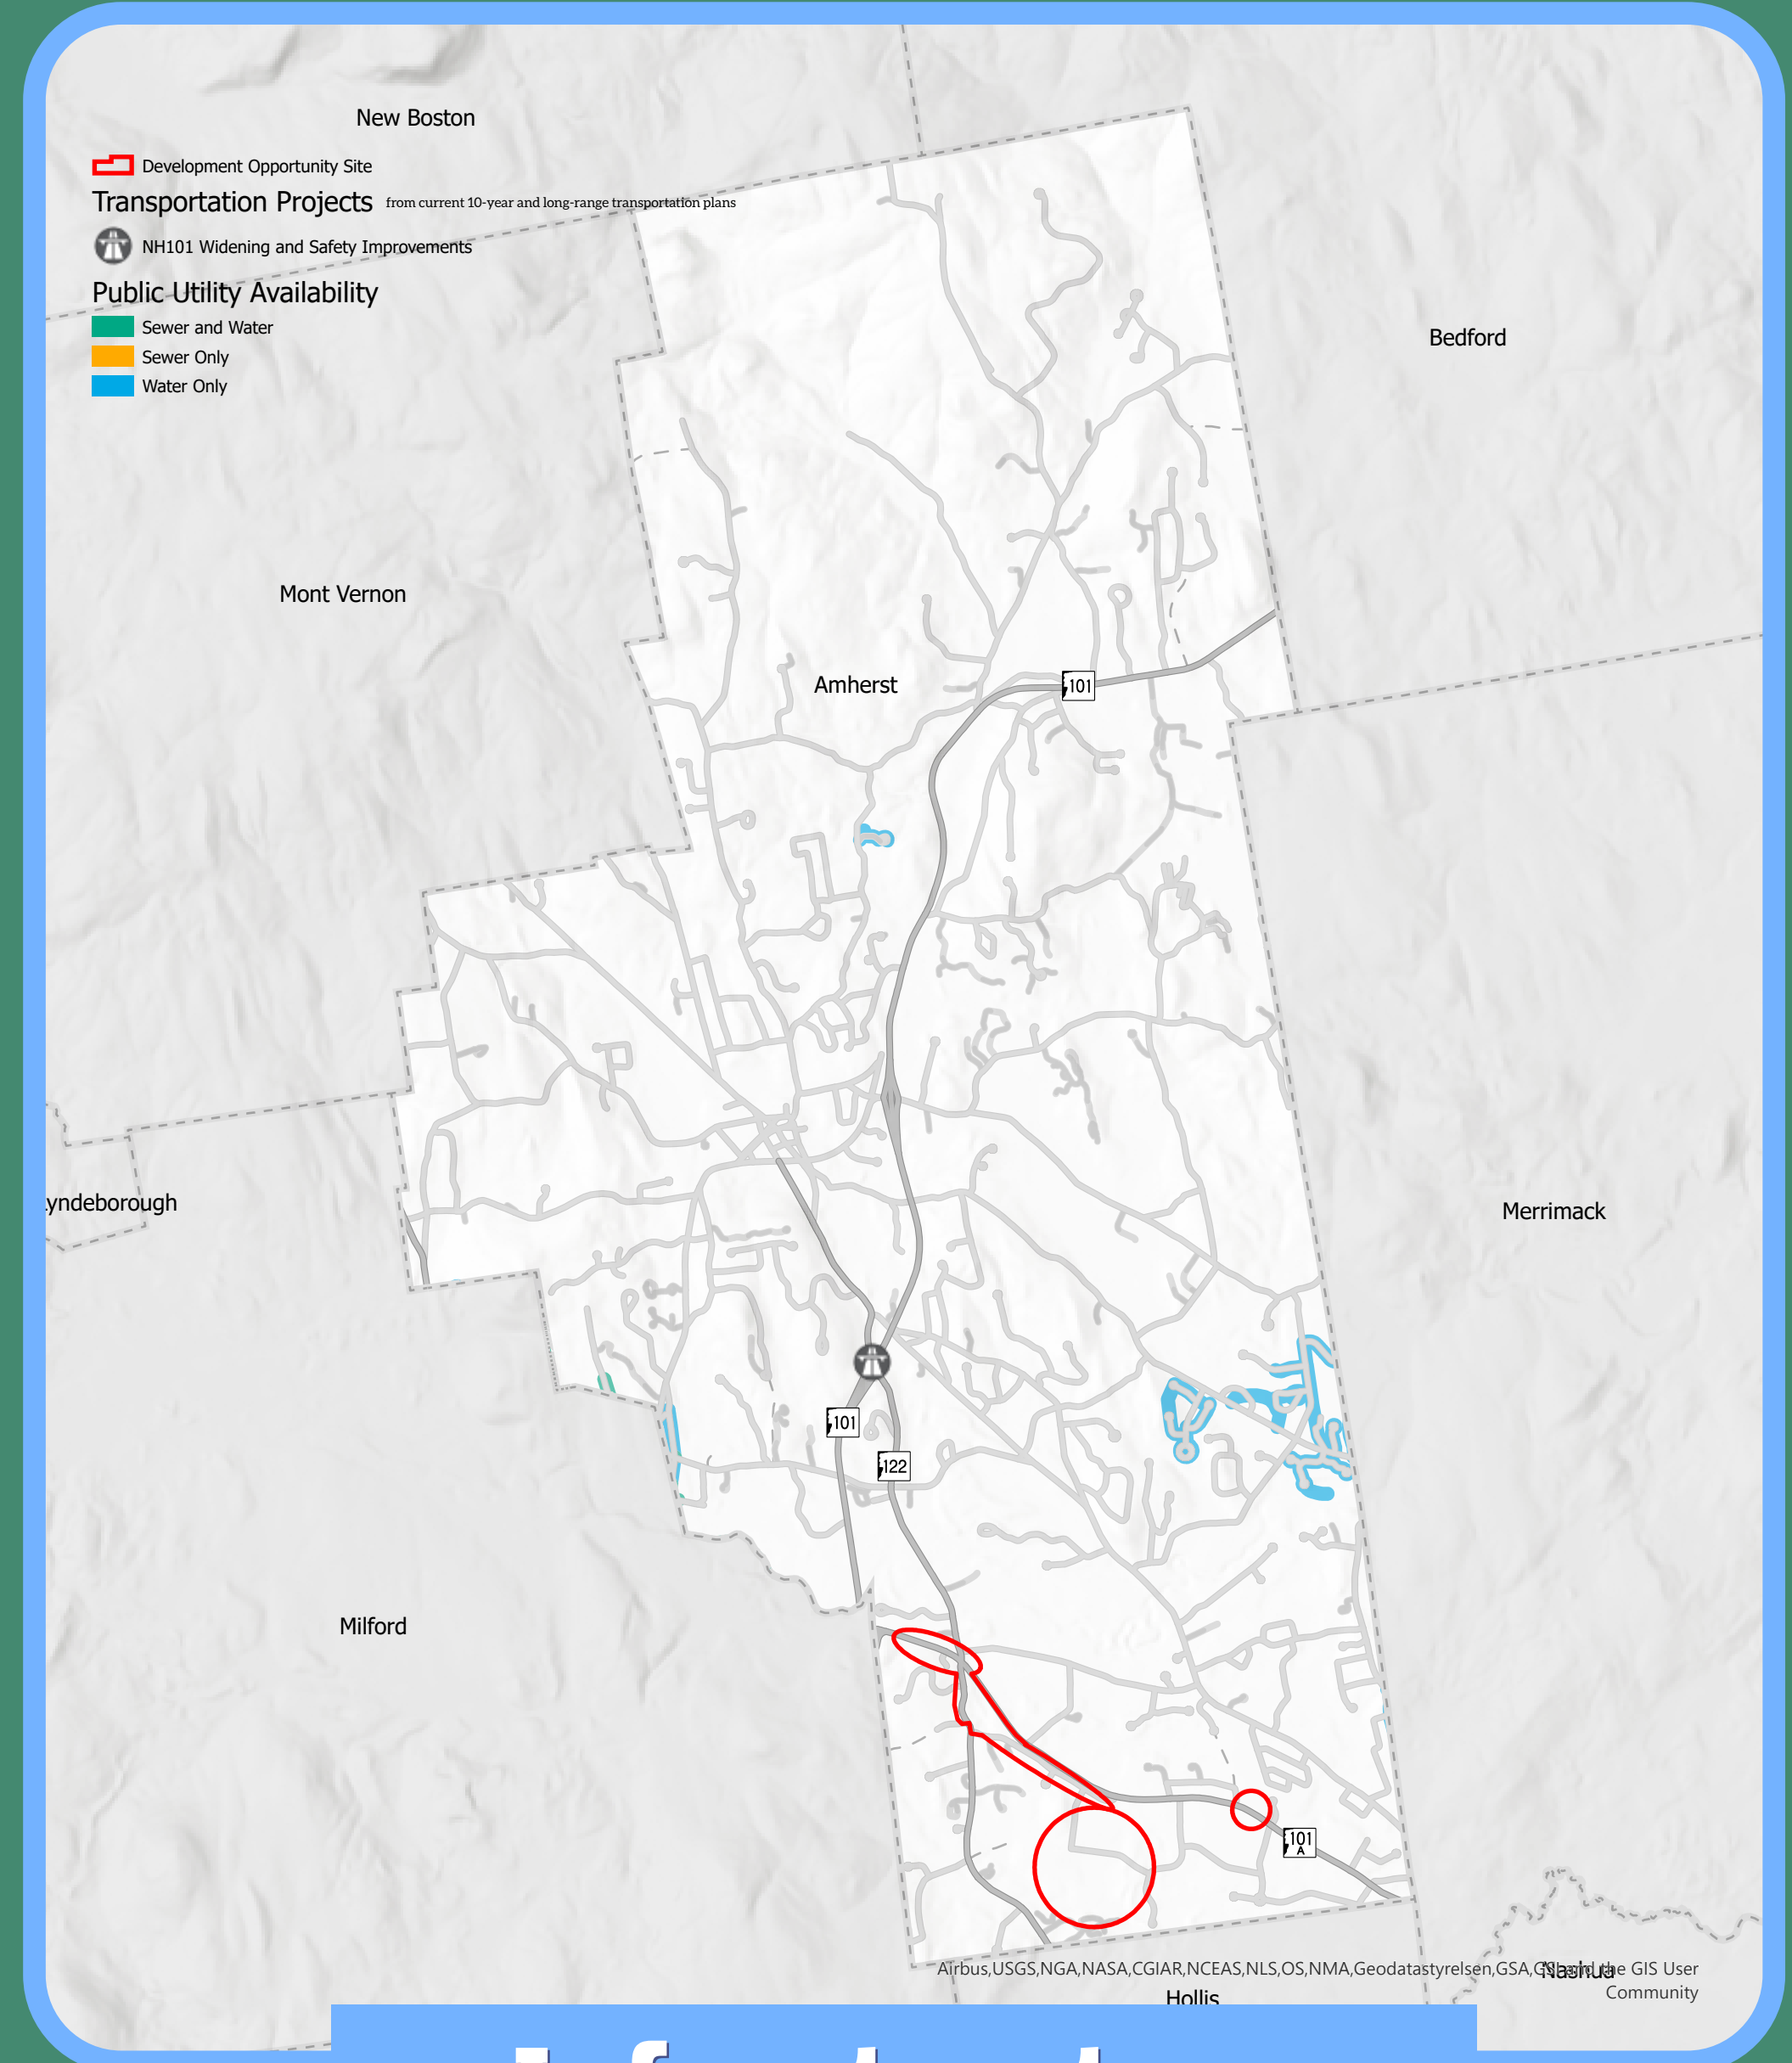 New Boston
Development Opportunity Site
Transportation Projects from current 10-year and long-range transportation plans
NH101 Widening and Safety Improvements
Public Utility Availability
Sewer and Water
Sewer Only
Water Only
Bedford
Mont Vernon
Amherst
101
yndeborough
Merrimack
101
122
Milford
101
A
Airbus,USGS,NGA,NASA,CGIAR,NCEAS,NLS,OS,NMA,Geodatastyrelsen,GSA,GSI and the GIS User
Community
Nashua
Hollis